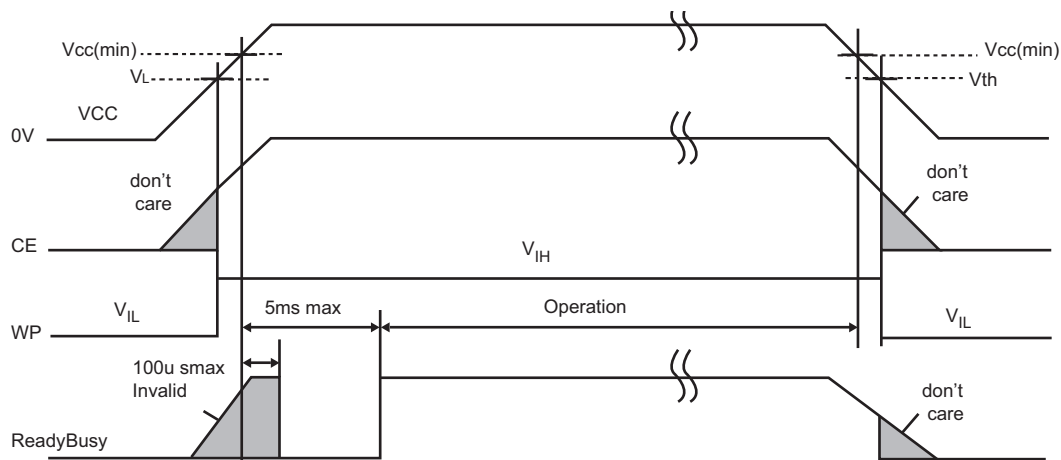 Vcc(min)
Vcc(min)
VL
Vth
VCC
0V
don't
care
don't
care
CE
VIH
5ms max
Operation
VIL
VIL
WP
100u smax
Invalid
don't
care
ReadyBusy